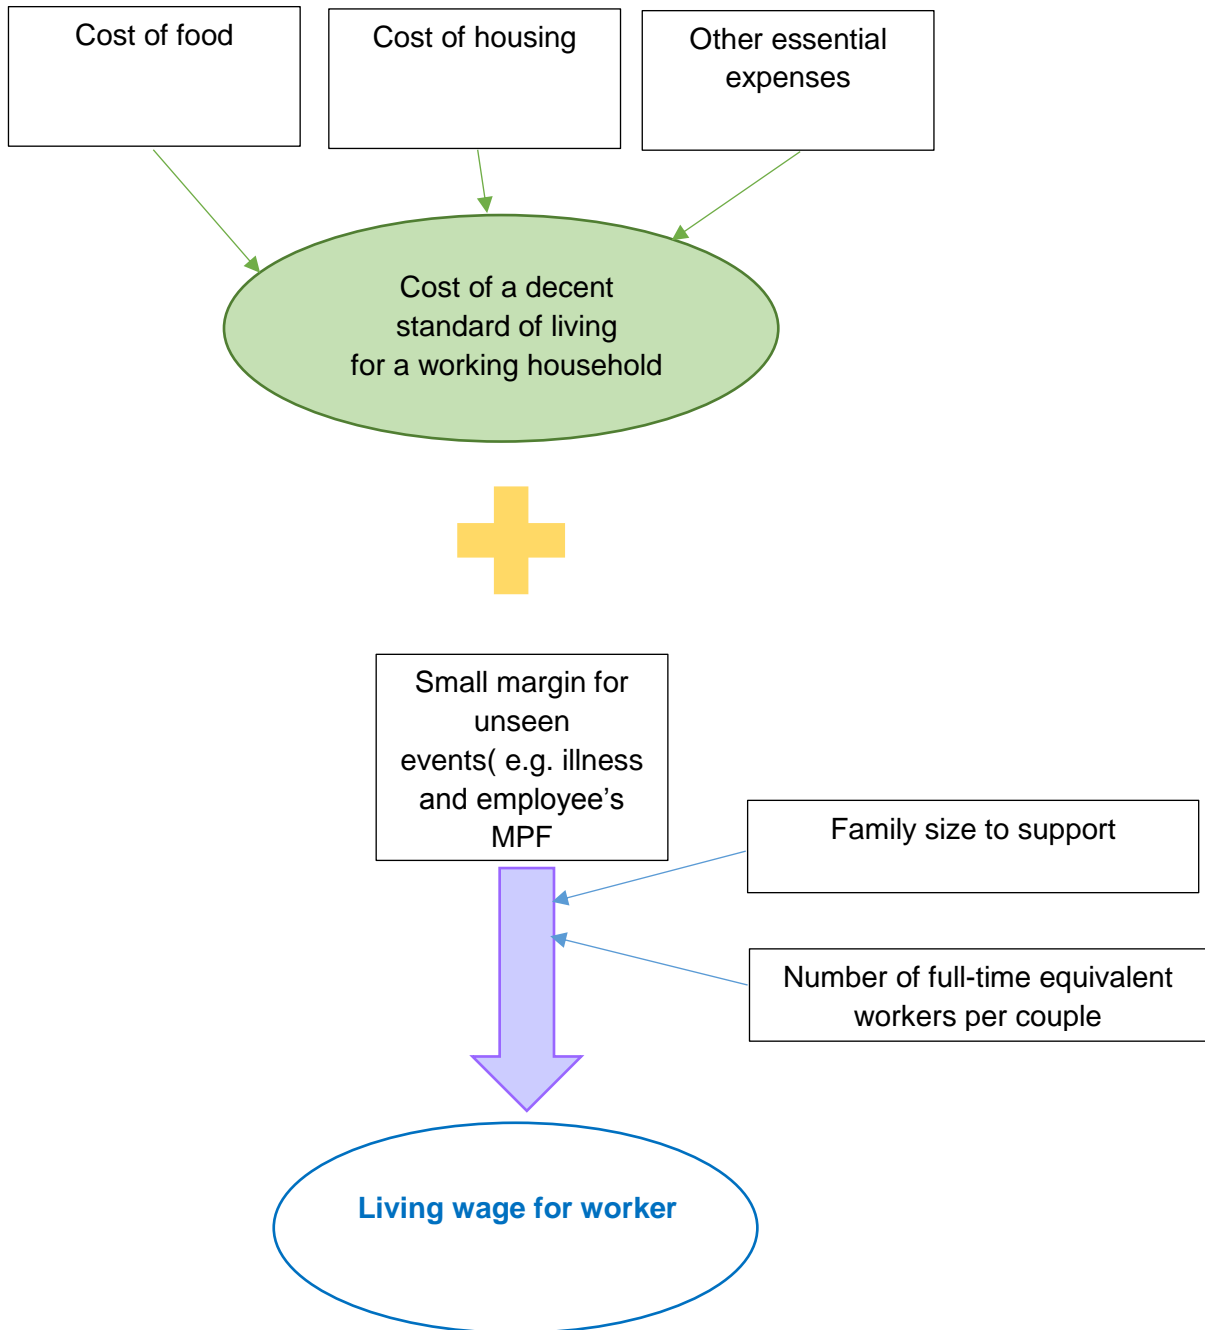 Cost of food
Cost of housing
Other essential
expenses
Cost of a decent
standard of living
for a working household
Small margin for
unseen
events( e.g. illness
and employee’s
MPF
Family size to support
Number of full-time equivalent
workers per couple
Living wage for worker